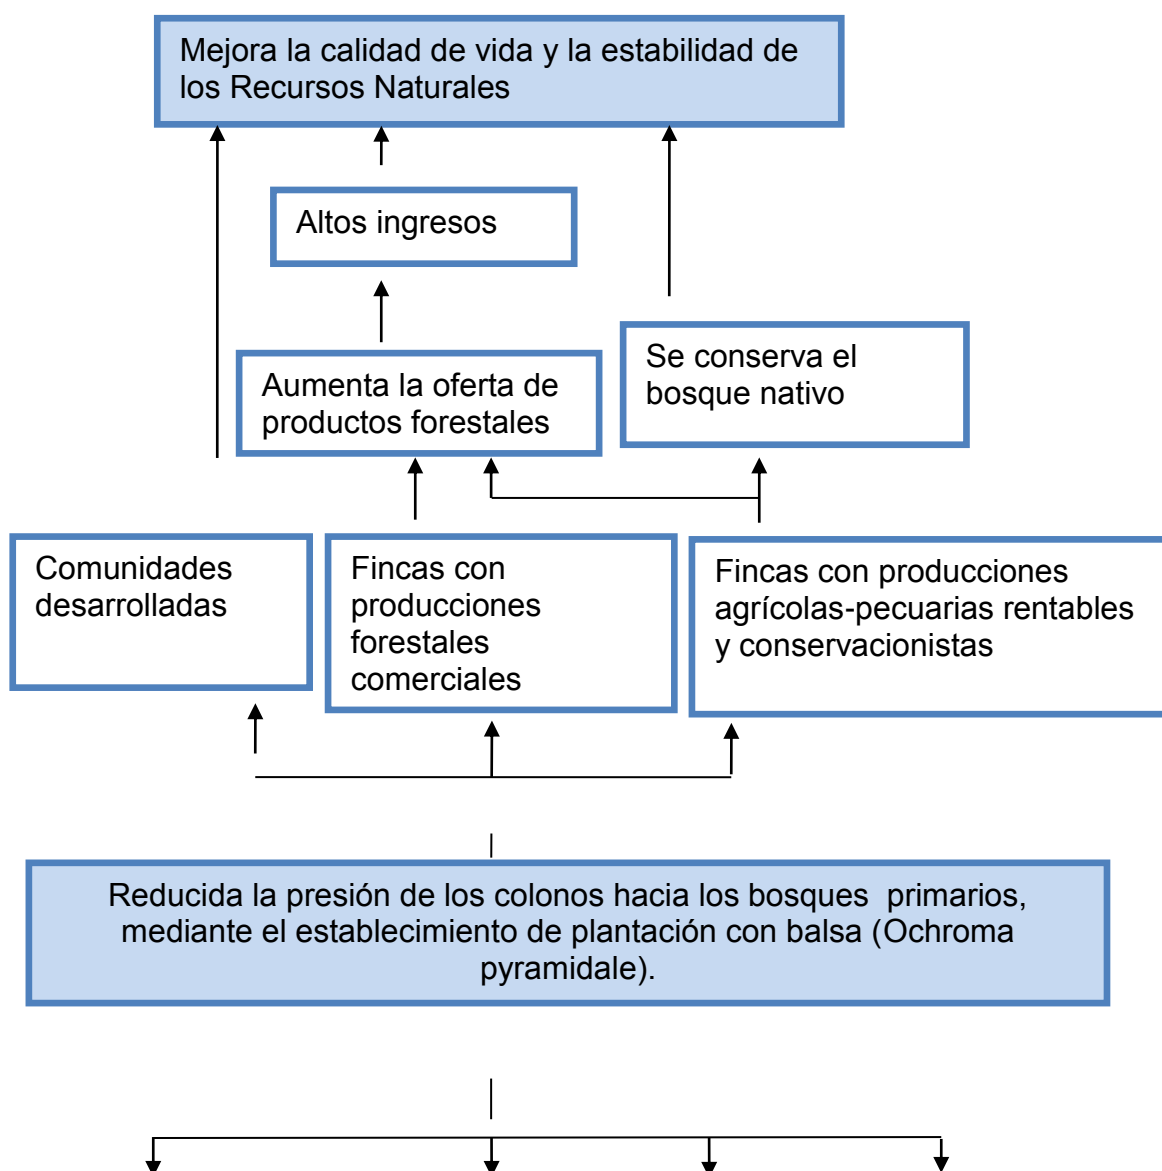 Mejora la calidad de vida y la estabilidad de
los Recursos Naturales
Altos ingresos
Aumenta la oferta de
productos forestales
Se conserva el
bosque nativo
Comunidades
desarrolladas
Fincas con
producciones
forestales
comerciales
Fincas con producciones
agrícolas-pecuarias rentables
y conservacionistas
Reducida la presión de los colonos hacia los bosques primarios,
mediante el establecimiento de plantación con balsa (Ochroma
pyramidale).